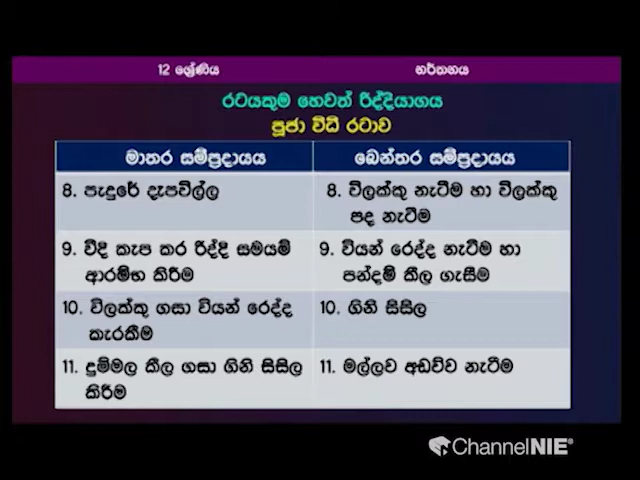 12 ශ්‍රේණිය නර්තනය
රටයකුම හෙවත් රිද්දියාගය
පූජා විධි රටාව
මාතර සම්ප්‍රදායය බෙන්තර සම්ප්‍රදායය
8. පැදුරේ දැපවිල්ල
8. විලක්කු නැටීම හා විලක්කු
පද නැටීම
9. වීදි කැප කර රිද්දි සමයම්
ආරම්භ කිරීම
9. වියන් රෙද්ද නැටීම හා
පන්දම් කීල ගැසීම
10. විලක්කු ගසා වියන් රෙද්ද
කැරකීම
10. ගිනි සිසිල
11. දුම්මල කීල ගසා ගිනි සිසිල
කිරීම
11. මල්ලව අඩව්ව නැටීම
ChannelNIE